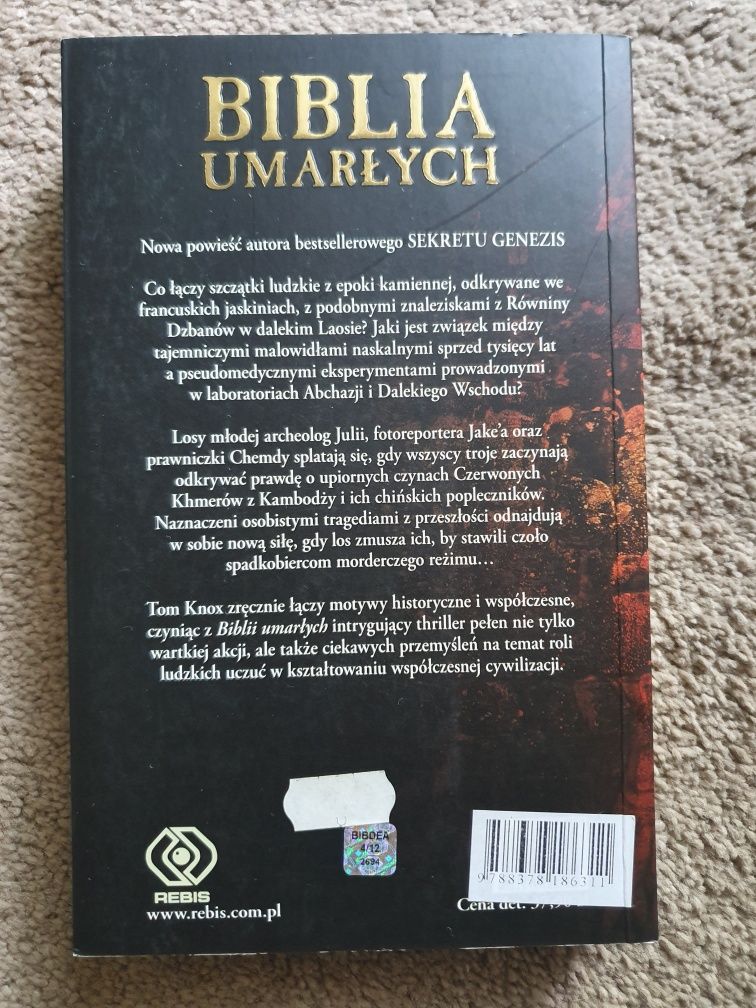 BIBLIA
UMARŁYCH
Nowa powieść autora bestsellerowego SEKRETU GENEZIS
Co łączy szczątki ludzkie z epoki kamiennej, odkrywane we
francuskich jaskiniach, z podobnymi znaleziskami z Równiny
Dzbanów w dalekim Laosie? Jaki jest związek między
tajemniczymi malowidłami naskalnymi sprzed tysięcy lat
a pseudomedycznymi eksperymentami prowadzonymi
w laboratoriach Abchazji i Dalekiego Wschodu?
Losy młodej archeolog Julii, fotoreportera Jake'a oraz
prawniczki Chemdy splatają się, gdy wszyscy troje zaczynają
odkrywać prawdę o upiornych czynach Czerwonych
Khmerów z Kambodży i ich chińskich popleczników.
Naznaczeni osobistymi tragediami z przeszłości odnajdują
w sobie nową siłę, gdy los zmusza ich, by stawili czoło
spadkobiercom morderczego reżimu…
Tom Knox zręcznie łączy motywy historyczne i współczesne,
czyniąc z Biblii umarłych intrygujący thriller pełen nie tylko
wartkiej akcji, ale także ciekawych przemyśleń na temat roli
ludzkich uczuć w kształtowaniu współczesnej cywilizacji.
BIBDEA
4/12
2694
REBIS
www.rebis.com.pl
9 788378 186311
Cena det.